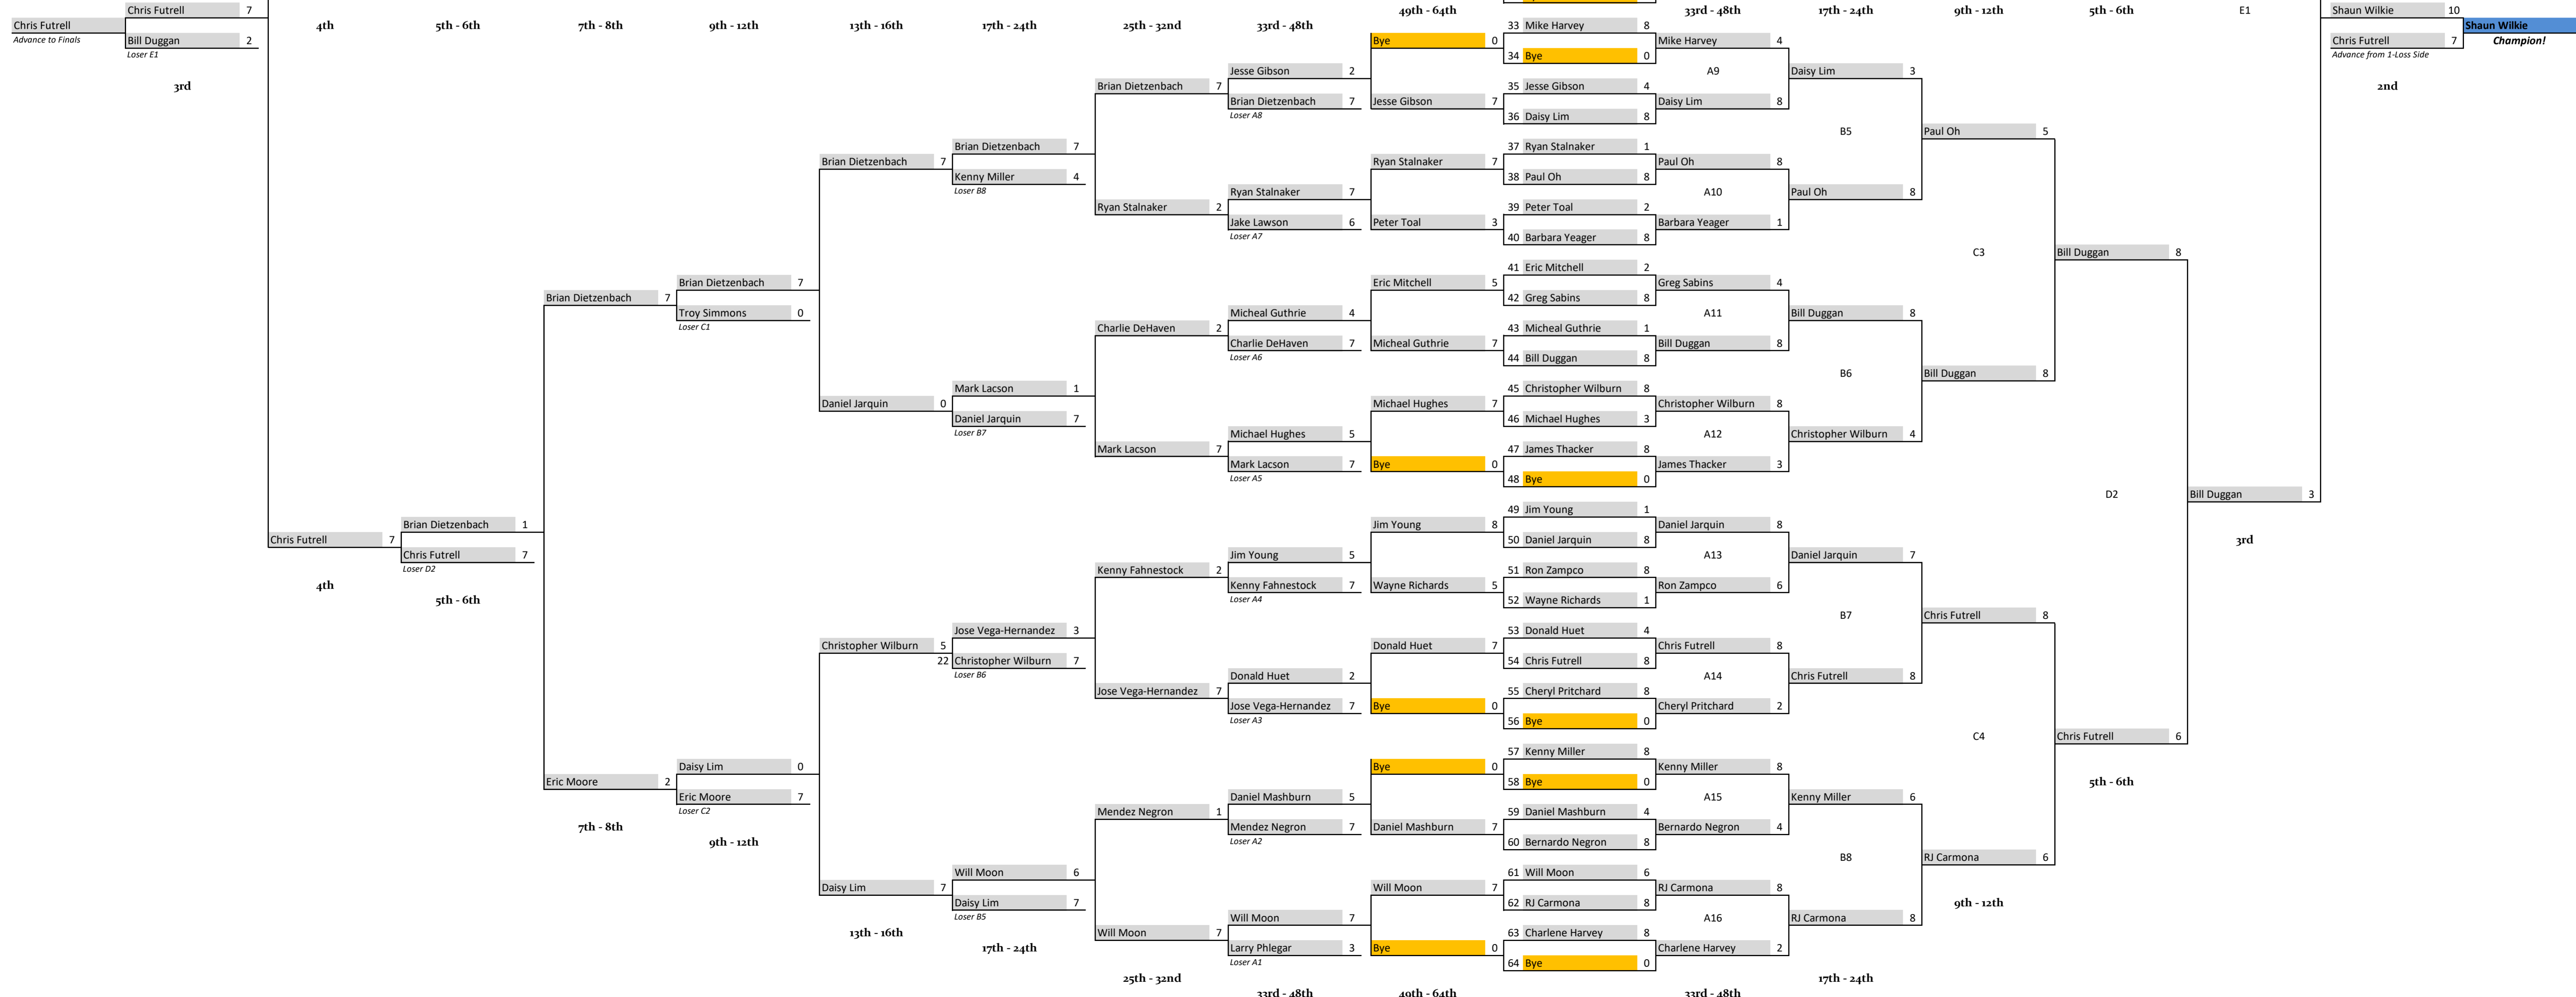 Chris Futrell 7
4th
5th - 6th
7th - 8th
9th - 12th
13th - 16th
17th - 24th
25th - 32nd
33rd - 48th
49th - 64th
33rd - 48th
17th - 24th
9th - 12th
5th - 6th
E1
Shaun Wilkie 10
Chris Futrell
Advance to Finals
Bill Duggan 2
Loser E1
3rd
Shaun Wilkie
Champion!
Chris Futrell 7
Advance from 1-Loss Side
2nd
Chris Futrell 7
4th
Brian Dietzenbach 1
Chris Futrell 7
Loser D2
5th - 6th
Brian Dietzenbach 7
Eric Moore 2
7th - 8th
Brian Dietzenbach 7
Troy Simmons 0
Loser C1
Daisy Lim 0
Eric Moore 7
Loser C2
9th - 12th
Brian Dietzenbach 7
Daniel Jarquin 0
Christopher Wilburn 5
22
Daisy Lim 7
13th - 16th
Brian Dietzenbach 7
Kenny Miller 4
Loser B8
Mark Lacson 1
Daniel Jarquin 7
Loser B7
Jose Vega-Hernandez 3
Christopher Wilburn 7
Loser B6
Will Moon 6
Daisy Lim 7
Loser B5
17th - 24th
Brian Dietzenbach 7
Ryan Stalnaker 2
Charlie DeHaven 2
Mark Lacson 7
Kenny Fahnestock 2
Jose Vega-Hernandez 7
Mendez Negron 1
Will Moon 7
25th - 32nd
Jesse Gibson 2
Brian Dietzenbach 7
Loser A8
Ryan Stalnaker 7
Jake Lawson 6
Loser A7
Micheal Guthrie 4
Charlie DeHaven 7
Loser A6
Michael Hughes 5
Mark Lacson 7
Loser A5
Jim Young 5
Kenny Fahnestock 7
Loser A4
Donald Huet 2
Jose Vega-Hernandez 7
Loser A3
Daniel Mashburn 5
Mendez Negron 7
Loser A2
Will Moon 7
Larry Phlegar 3
Loser A1
33rd - 48th
Bye 0
Jesse Gibson 7
Ryan Stalnaker 7
Peter Toal 3
Eric Mitchell 5
Micheal Guthrie 7
Michael Hughes 7
Bye 0
Jim Young 8
Wayne Richards 5
Donald Huet 7
Bye 0
Bye 0
Daniel Mashburn 7
Will Moon 7
Bye 0
49th - 64th
33 Mike Harvey 8
34 Bye 0
35 Jesse Gibson 4
36 Daisy Lim 8
37 Ryan Stalnaker 1
38 Paul Oh 8
39 Peter Toal 2
40 Barbara Yeager 8
41 Eric Mitchell 2
42 Greg Sabins 8
43 Micheal Guthrie 1
44 Bill Duggan 8
45 Christopher Wilburn 8
46 Michael Hughes 3
47 James Thacker 8
48 Bye 0
49 Jim Young 1
50 Daniel Jarquin 8
51 Ron Zampco 8
52 Wayne Richards 1
53 Donald Huet 4
54 Chris Futrell 8
55 Cheryl Pritchard 8
56 Bye 0
57 Kenny Miller 8
58 Bye 0
59 Daniel Mashburn 4
60 Bernardo Negron 8
61 Will Moon 6
62 RJ Carmona 8
63 Charlene Harvey 8
64 Bye 0
Mike Harvey 4
A9
Daisy Lim 8
Paul Oh 8
A10
Barbara Yeager 1
Greg Sabins 4
A11
Bill Duggan 8
Christopher Wilburn 8
A12
James Thacker 3
Daniel Jarquin 8
A13
Ron Zampco 6
Chris Futrell 8
A14
Cheryl Pritchard 2
Kenny Miller 8
A15
Bernardo Negron 4
RJ Carmona 8
A16
Charlene Harvey 2
33rd - 48th
Daisy Lim 3
B5
Paul Oh 8
Bill Duggan 8
B6
Christopher Wilburn 4
Daniel Jarquin 7
B7
Chris Futrell 8
Kenny Miller 6
B8
RJ Carmona 8
17th - 24th
Paul Oh 5
C3
Bill Duggan 8
Chris Futrell 8
C4
RJ Carmona 6
9th - 12th
Bill Duggan 8
D2
Chris Futrell 6
5th - 6th
Bill Duggan 3
3rd